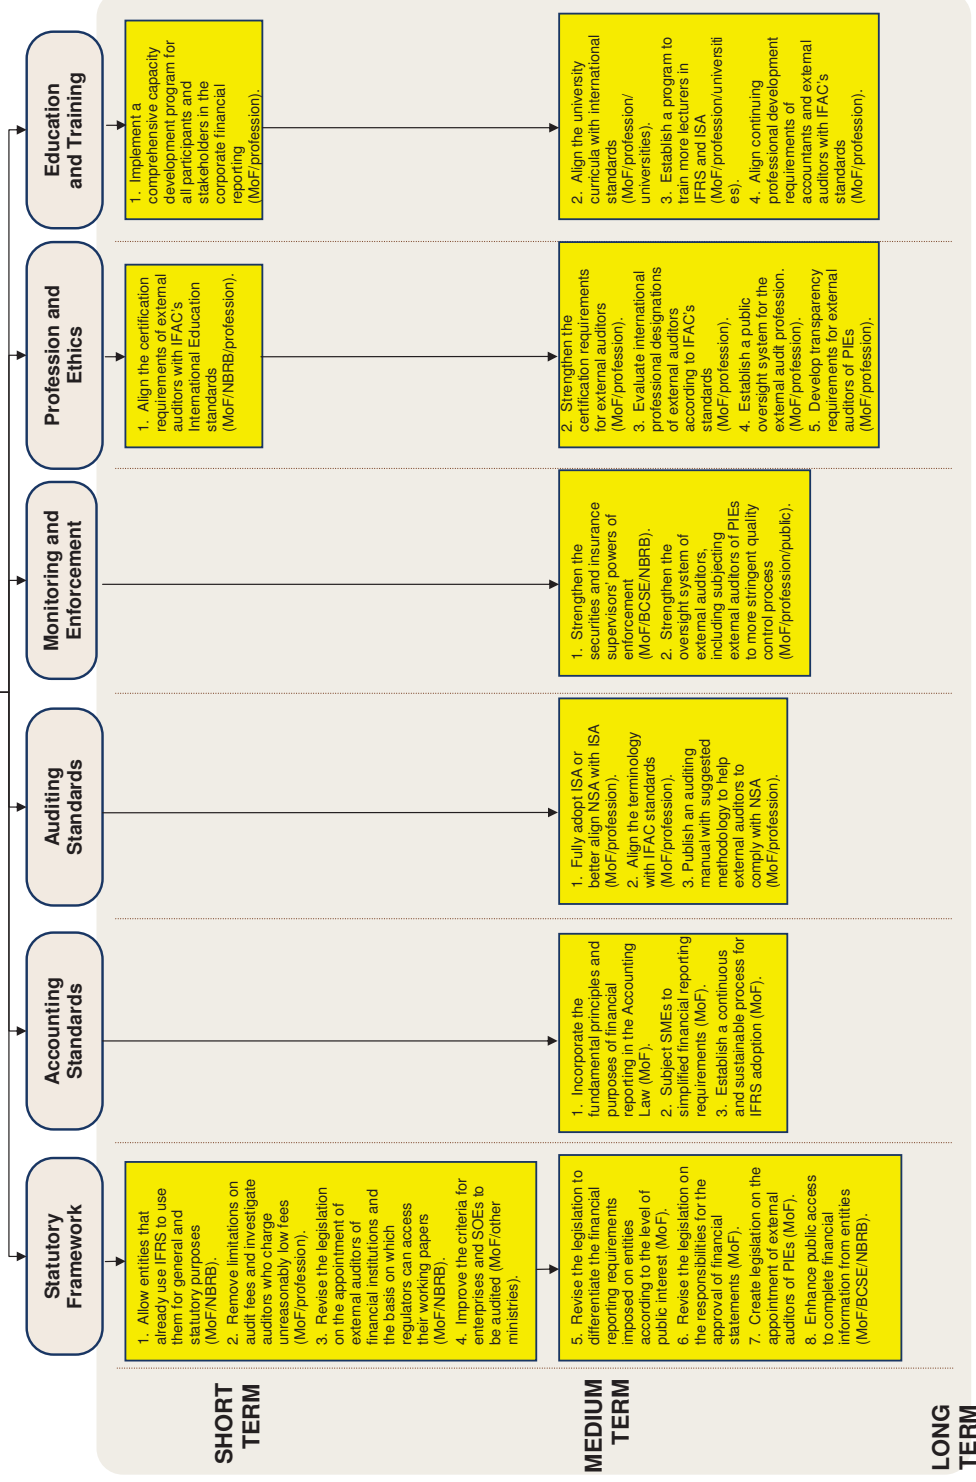 Statutory
Framework
Accounting
Standards
Auditing
Standards
Monitoring and
Enforcement
Profession and
Ethics
Education
and Training
SHORT
TERM
1. Allow entities that
already use IFRS to use
them for general and
statutory purposes
(MoF/NBRB).
2. Remove limitations on
audit fees and investigate
auditors who charge
unreasonably low fees
(MoF/profession).
3. Revise the legislation
on the appointment of
external auditors of
financial institutions and
the basis on which
regulators can access
their working papers
(MoF/NBRB).
4. Improve the criteria for
enterprises and SOEs to
be audited (MoF/other
ministries).
1. Align the certification
requirements of external
auditors with IFAC's
International Education
standards
(MoF/NBRB/profession).
1. Implement a
comprehensive capacity
development program for
all participants and
stakeholders in the
corporate financial
reporting
(MoF/profession).
MEDIUM
TERM
5. Revise the legislation to
differentiate the financial
reporting requirements
imposed on entities
according to the level of
public interest (MoF).
6. Revise the legislation on
the responsibilities for the
approval of financial
statements (MoF).
7. Create legislation on the
appointment of external
auditors of PIEs (MoF).
8. Enhance public access
to complete financial
information from entities
(MoF/BCSE/NBRB).
1. Incorporate the
fundamental principles and
purposes of financial
reporting in the Accounting
Law (MoF).
2. Subject SMEs to
simplified financial reporting
requirements (MoF).
3. Establish a continuous
and sustainable process for
IFRS adoption (MoF).
1. Fully adopt ISA or
better align NSA with ISA
(MoF/profession).
2. Align the terminology
with IFAC standards
(MoF/profession).
3. Publish an auditing
manual with suggested
methodology to help
external auditors to
comply with NSA
(MoF/profession).
1. Strengthen the
securities and insurance
supervisors' powers of
enforcement
(MoF/BCSE/NBRB).
2. Strengthen the
oversight system of
external auditors,
including subjecting
external auditors of PIEs
to more stringent quality
control process
(MoF/profession/public).
2. Strengthen the
certification requirements
for external auditors
(MoF/profession).
3. Evaluate international
professional designations
of external auditors
according to IFAC's
standards
(MoF/profession).
4. Establish a public
oversight system for the
external audit profession.
(MoF/profession).
5. Develop transparency
requirements for external
auditors of PIEs
(MoF/profession).
2. Align the university
curricula with international
standards
(MoF/profession/
universities).
3. Establish a program to
train more lecturers in
IFRS and ISA
(MoF/profession/universiti
es).
4. Align continuing
professional development
requirements of
accountants and external
auditors with IFAC's
standards
(MoF/profession).
LONG
TERM